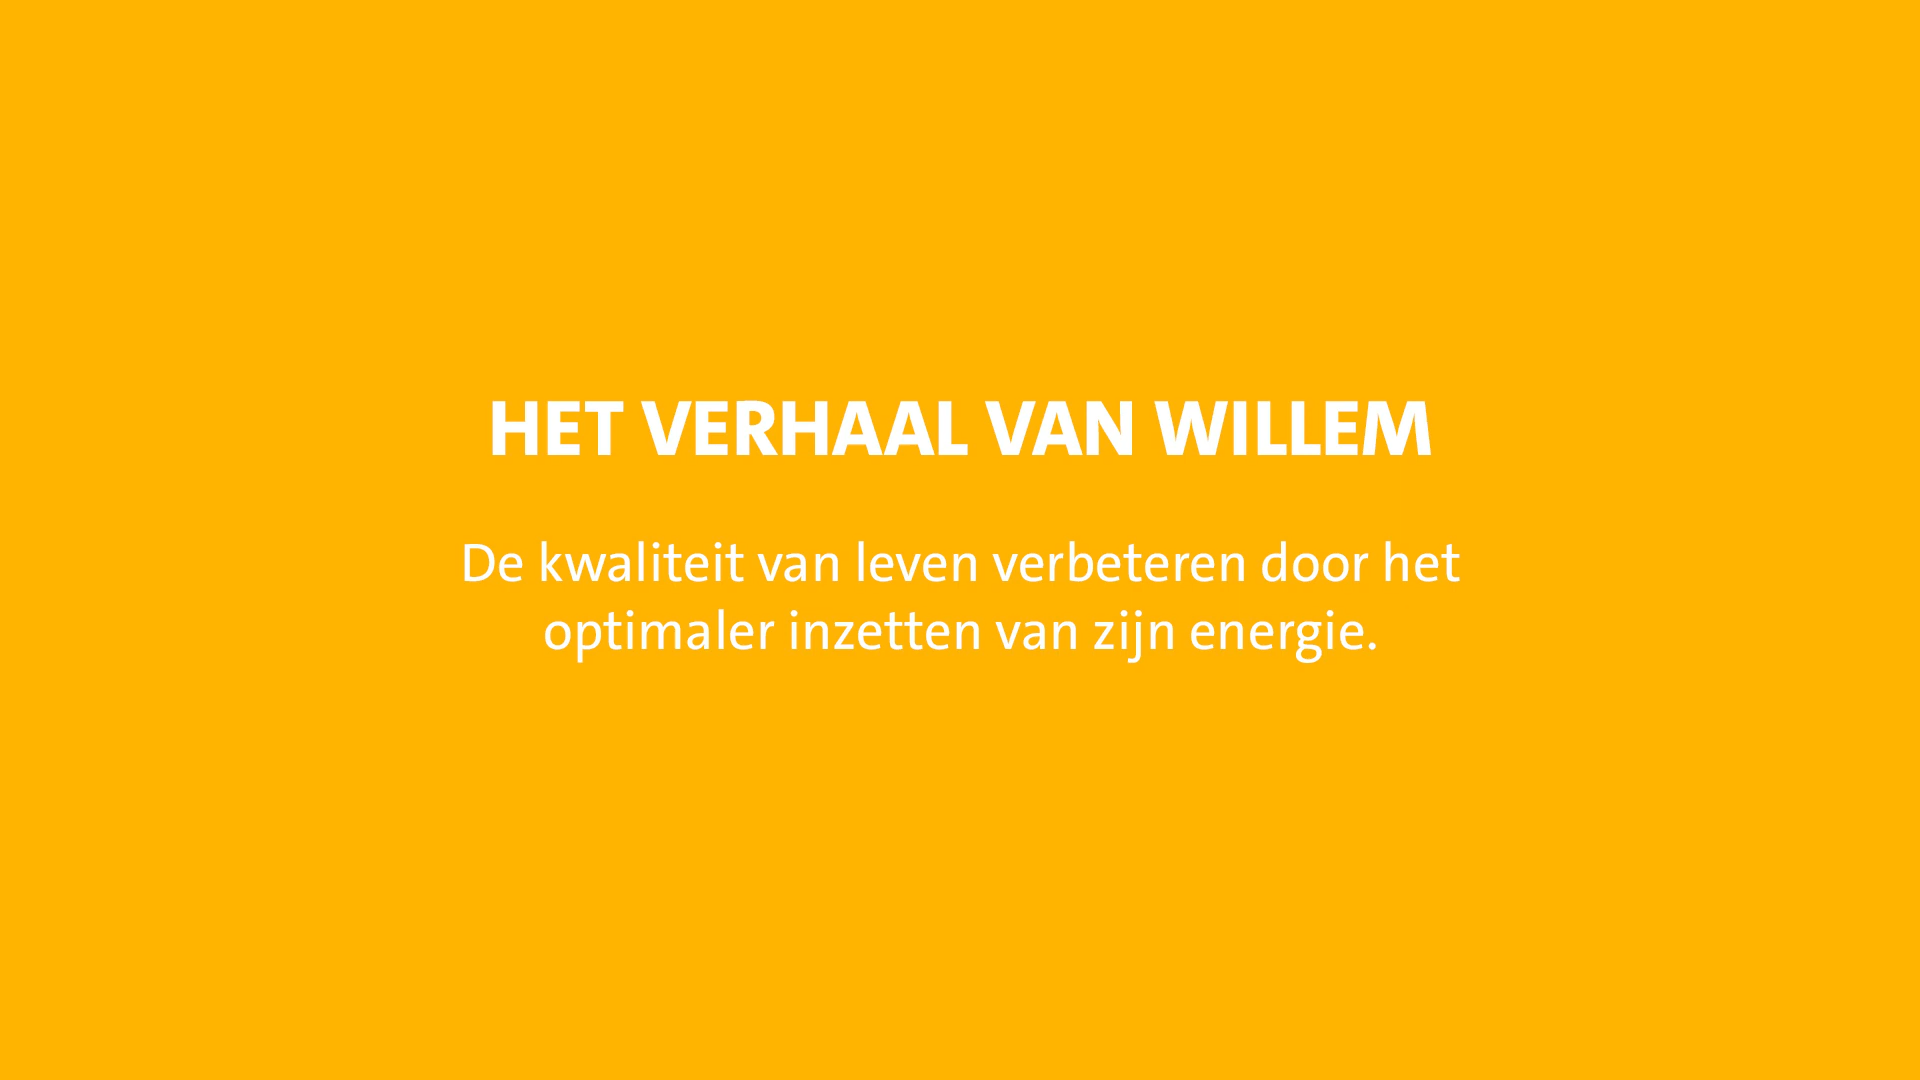 HET VERHAAL VAN WILLEM
De kwaliteit van leven verbeteren door het
optimaler inzetten van zijn energie.